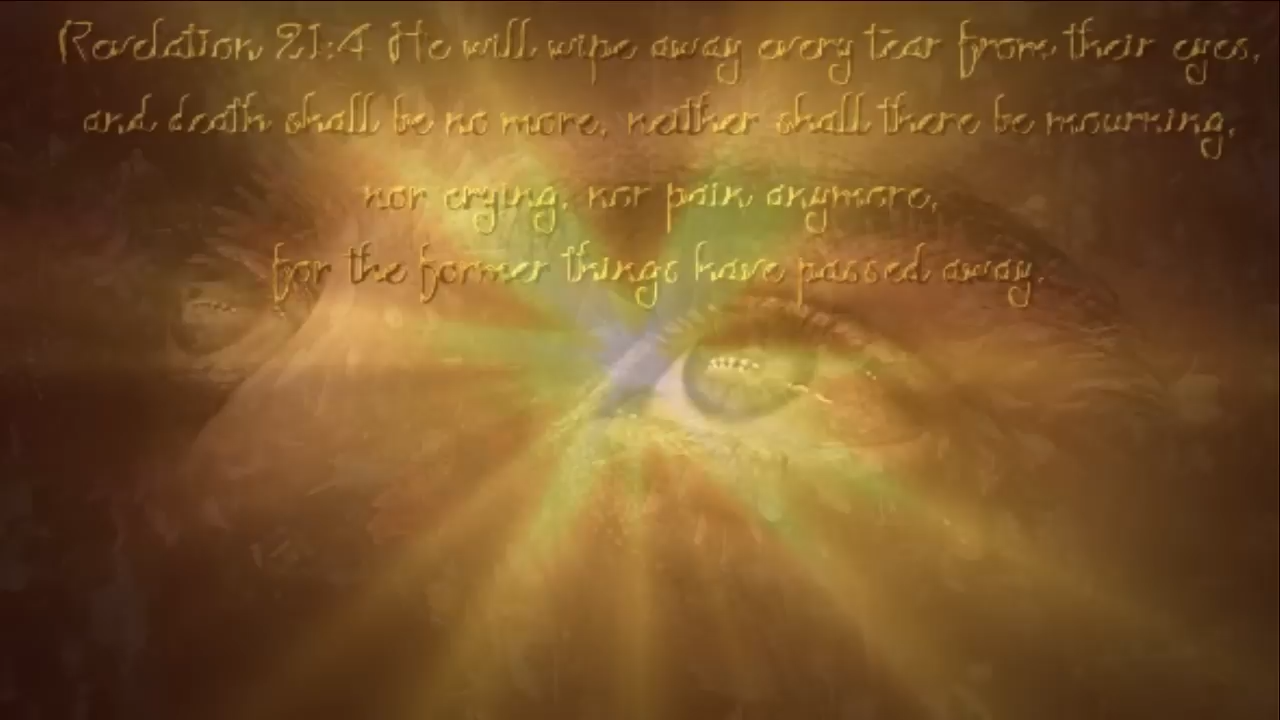 Revelation 21:4 He will wipe away every tear from their eyes,
and death shall be no more, neither shall there be mourning,
nor crying, nor pain anymore,
for the former things have passed away.